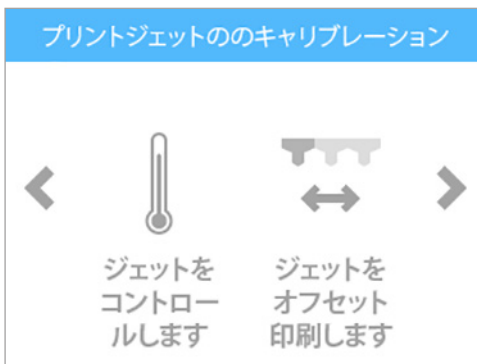 プリントジェットののキャリブレーション
ジェットを
コントロー
ルします
ジェットを
オフセット
印刷します